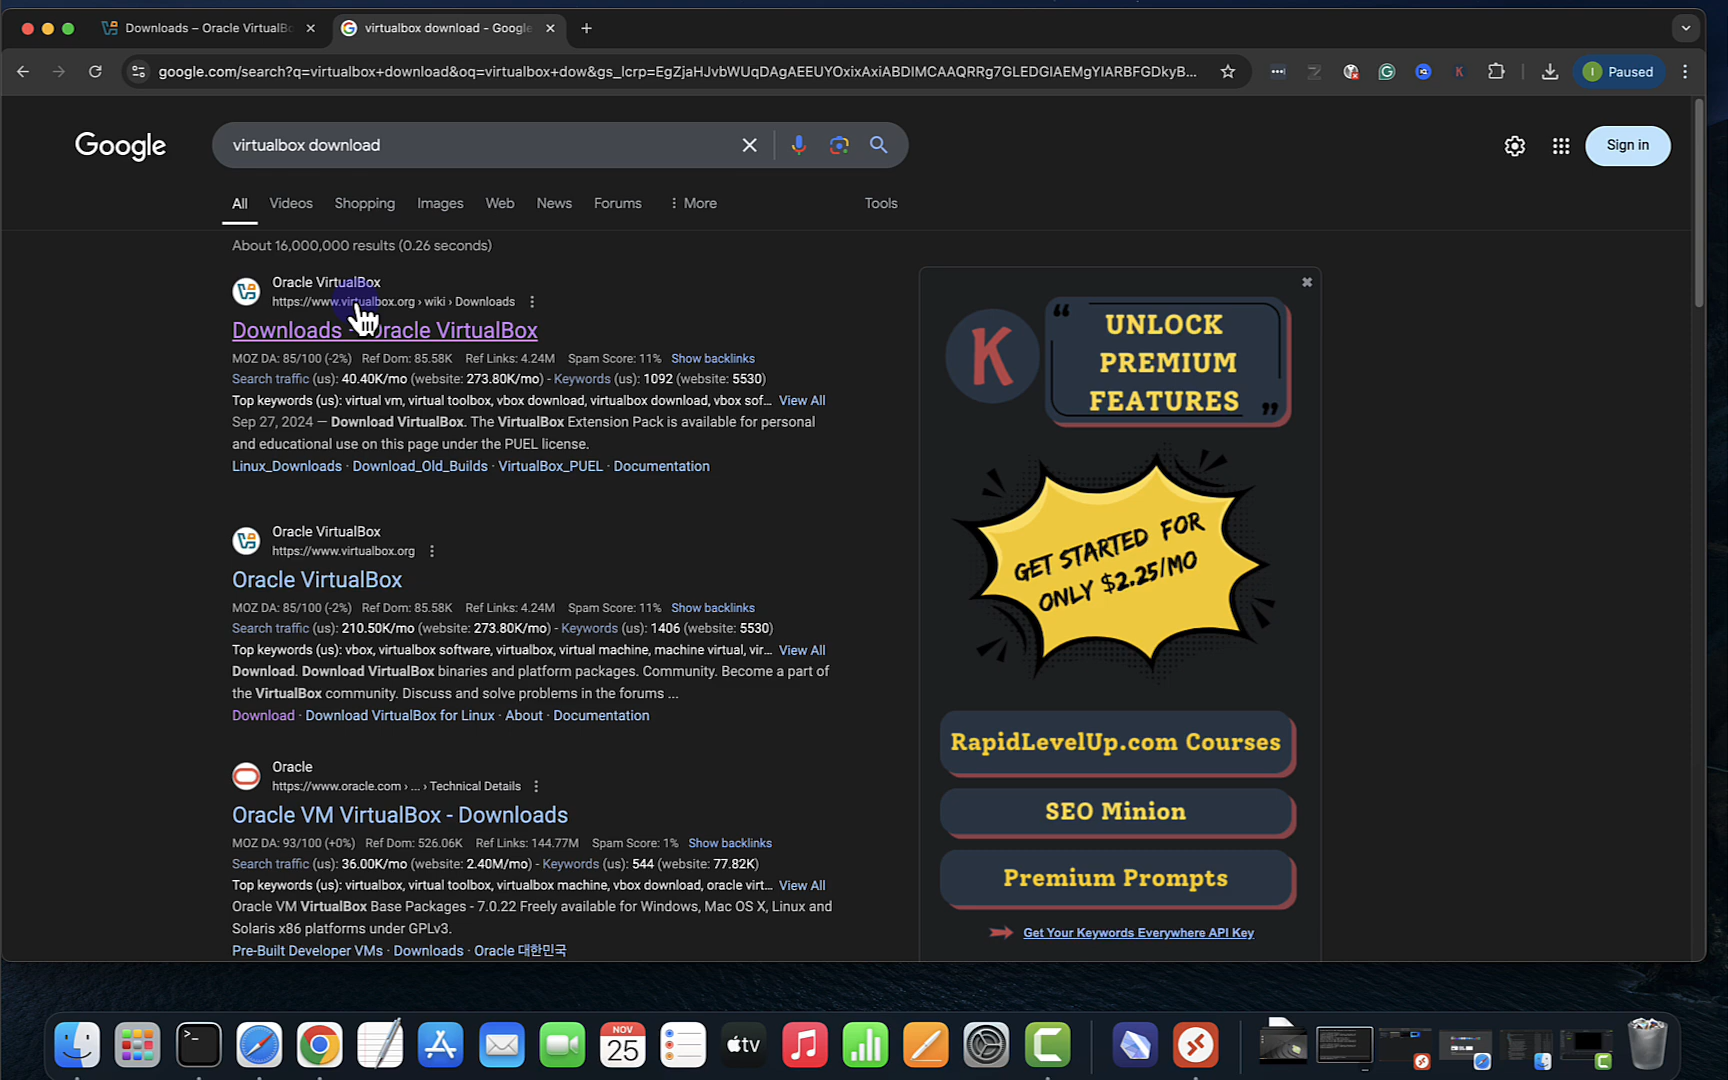 Downloads – Oracle VirtualBo
virtualbox download - Google
google.com/search?q=virtualbox+download&oq=virtualbox+dow&gs_lcrp=EgZjaHJvbWUqDAgAEEUYOxixAxiABDIMCAAQRRg7GLEDGIAEMgYIARBFGDkyB...
Paused
Google
virtualbox download
Sign in
All
Videos
Shopping
Images
Web
News
Forums
More
Tools
About 16,000,000 results (0.26 seconds)
Oracle VirtualBox
https://www.virtualbox.org › wiki › Downloads
Downloads - Oracle VirtualBox
MOZ DA: 85/100 (-2%) Ref Dom: 85.58K Ref Links: 4.24M Spam Score: 11% Show backlinks
Search traffic (us): 40.40K/mo (website: 273.80K/mo) - Keywords (us): 1092 (website: 5530)
Top keywords (us): virtual vm, virtual toolbox, vbox download, virtualbox download, vbox sof... View All
Sep 27, 2024 — Download VirtualBox. The VirtualBox Extension Pack is available for personal
and educational use on this page under the PUEL license.
Linux_Downloads · Download_Old_Builds · VirtualBox_PUEL · Documentation
Oracle VirtualBox
https://www.virtualbox.org
Oracle VirtualBox
MOZ DA: 85/100 (-2%) Ref Dom: 85.58K Ref Links: 4.24M Spam Score: 11% Show backlinks
Search traffic (us): 210.50K/mo (website: 273.80K/mo) - Keywords (us): 1406 (website: 5530)
Top keywords (us): vbox, virtualbox software, virtualbox, virtual machine, machine virtual, vir... View All
Download. Download VirtualBox binaries and platform packages. Community. Become a part of
the VirtualBox community. Discuss and solve problems in the forums ...
Download · Download VirtualBox for Linux · About · Documentation
Oracle
https://www.oracle.com › ... › Technical Details
Oracle VM VirtualBox - Downloads
MOZ DA: 93/100 (+0%) Ref Dom: 526.06K Ref Links: 144.77M Spam Score: 1% Show backlinks
Search traffic (us): 36.00K/mo (website: 2.40M/mo) - Keywords (us): 544 (website: 77.82K)
Top keywords (us): virtualbox, virtual toolbox, virtualbox machine, vbox download, oracle virt... View All
Oracle VM VirtualBox Base Packages - 7.0.22 Freely available for Windows, Mac OS X, Linux and
Solaris x86 platforms under GPLv3.
Pre-Built Developer VMs · Downloads · Oracle 대한민국
K
“ UNLOCK
PREMIUM
FEATURES ”
GET STARTED FOR
ONLY $2.25/MO
RapidLevelUp.com Courses
SEO Minion
Premium Prompts
Get Your Keywords Everywhere API Key
NOV
25
tv